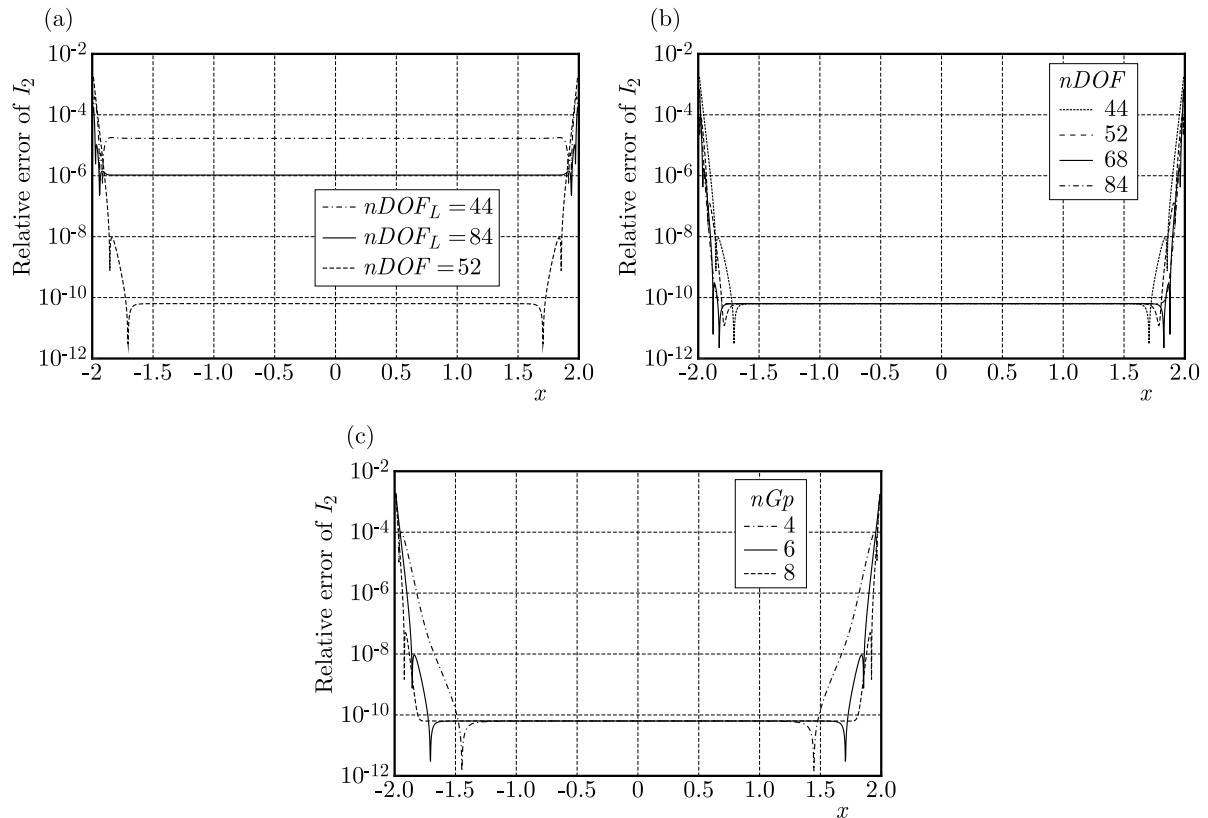 (a)
Relative error of I₂
10⁻²
10⁻⁴
10⁻⁶
10⁻⁸
10⁻¹⁰
10⁻¹²
nDOF_L = 44
nDOF_L = 84
nDOF = 52
-2 -1.5 -1.0 -0.5 0 0.5 1.0 1.5 2.0
x
(b)
Relative error of I₂
10⁻²
10⁻⁴
10⁻⁶
10⁻⁸
10⁻¹⁰
10⁻¹²
nDOF
44
52
68
84
-2.0 -1.5 -1.0 -0.5 0 0.5 1.0 1.5 2.0
x
(c)
Relative error of I₂
10⁻²
10⁻⁴
10⁻⁶
10⁻⁸
10⁻¹⁰
10⁻¹²
nGp
4
6
8
-2.0 -1.5 -1.0 -0.5 0 0.5 1.0 1.5 2.0
x